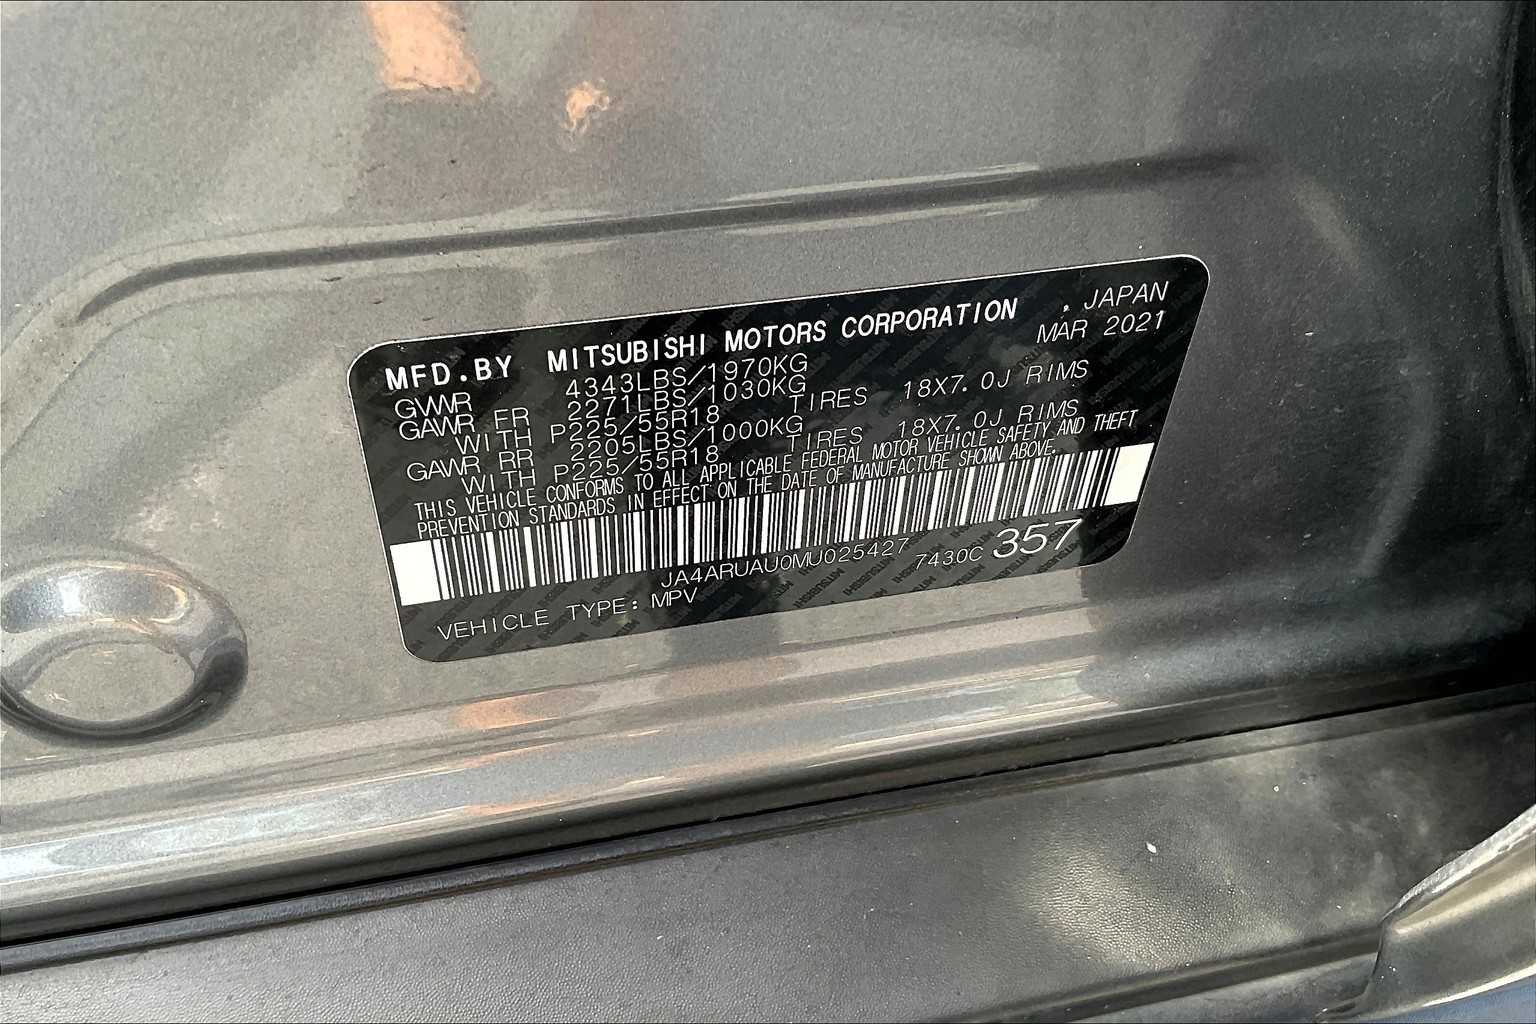 MFD.BY MITSUBISHI MOTORS CORPORATION , JAPAN
MAR 2021
GVWR 4343LBS/1970KG
GAWR FR 2271LBS/1030KG
WITH P225/55R18 TIRES 18X7.0J RIMS
GAWR RR 2205LBS/1000KG
WITH P225/55R18 TIRES 18X7.0J RIMS
THIS VEHICLE CONFORMS TO ALL APPLICABLE FEDERAL MOTOR VEHICLE SAFETY AND THEFT
PREVENTION STANDARDS IN EFFECT ON THE DATE OF MANUFACTURE SHOWN ABOVE.
JA4ARUAU0MU025427 7430C 357
VEHICLE TYPE: MPV